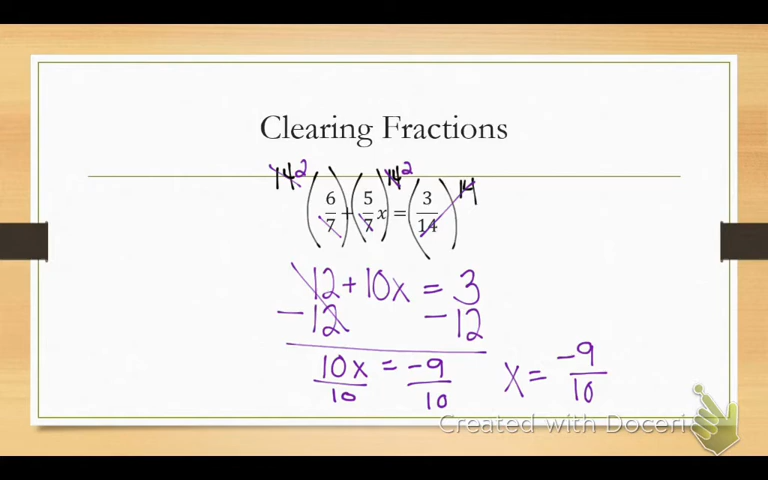 Clearing Fractions
14 2 (6/7) + (5/7 x) 14 2 = (3/14) 14
12 + 10x = 3
-12 -12
10x = -9
10 10
x = -9/10
Created with Doceri